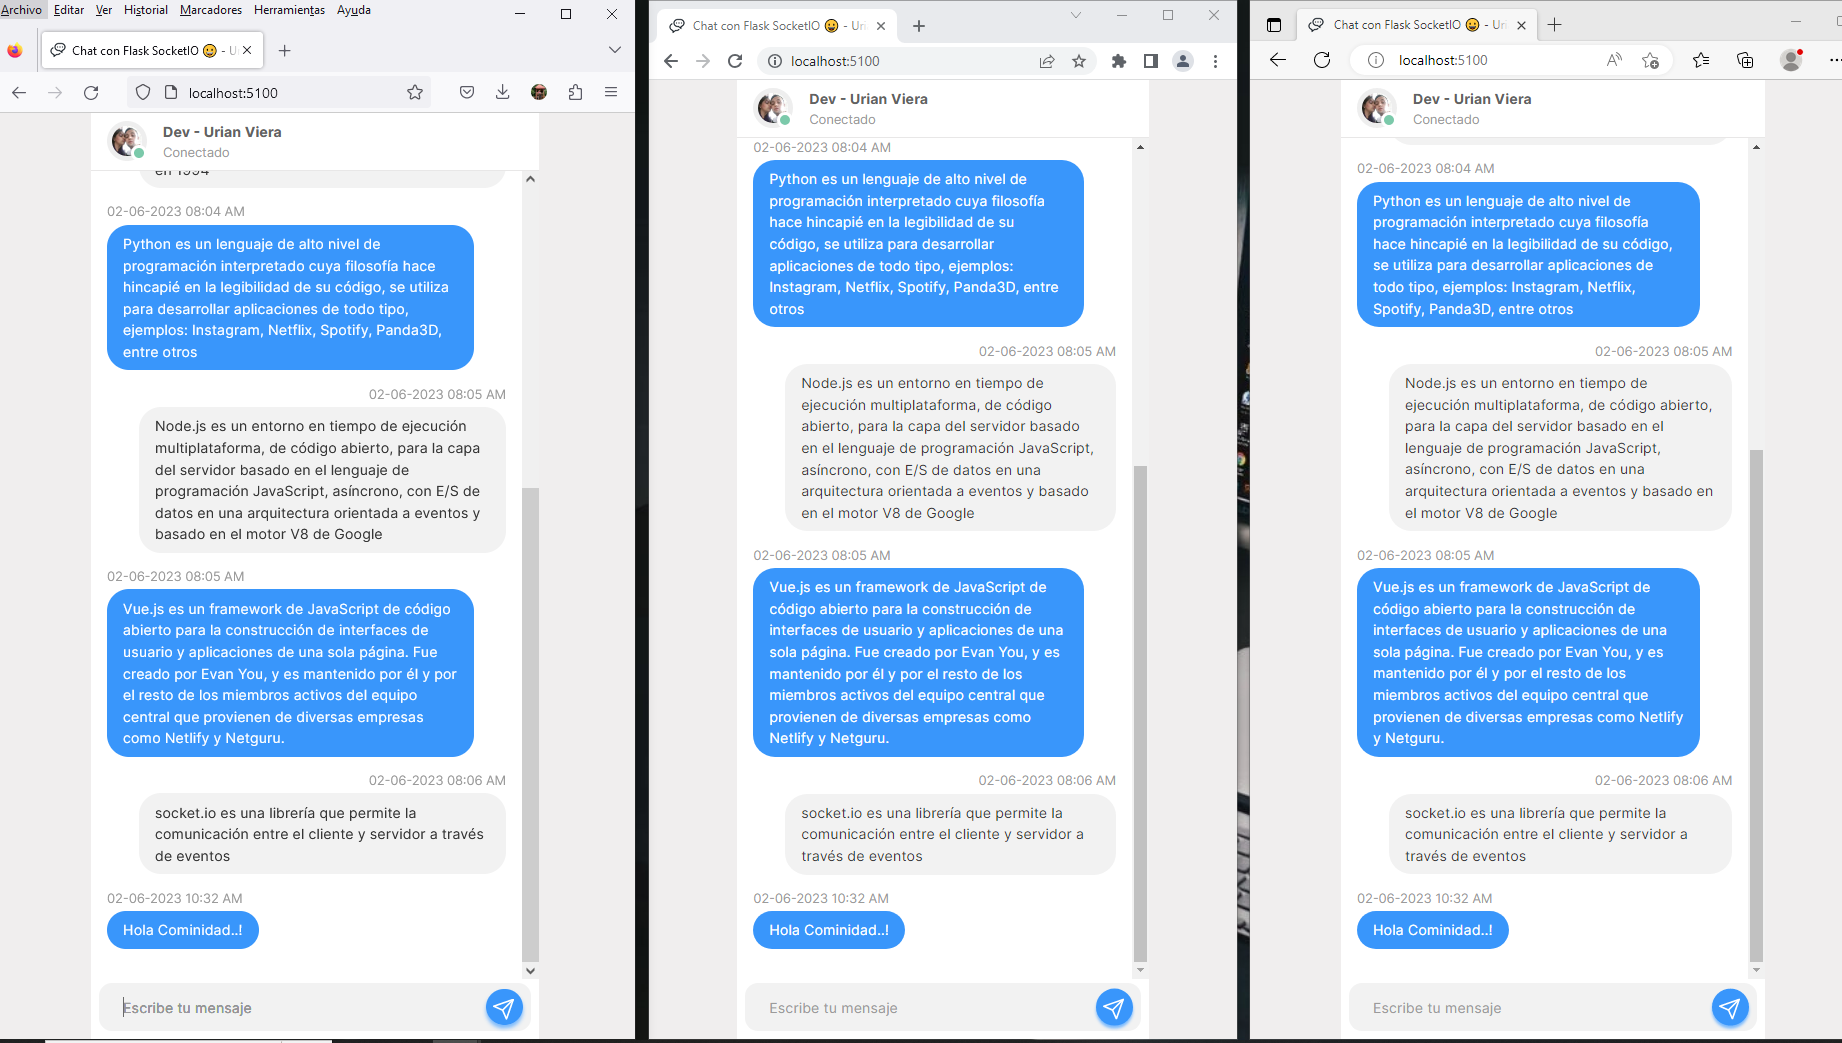 Archivo Editar Ver Historial Marcadores Herramientas Ayuda
Chat con Flask SocketIO 😀 - U
localhost:5100
Dev - Urian Viera
Conectado
en 1994
02-06-2023 08:04 AM
Python es un lenguaje de alto nivel de
programación interpretado cuya filosofía hace
hincapié en la legibilidad de su código, se utiliza
para desarrollar aplicaciones de todo tipo,
ejemplos: Instagram, Netflix, Spotify, Panda3D,
entre otros
02-06-2023 08:05 AM
Node.js es un entorno en tiempo de ejecución
multiplataforma, de código abierto, para la capa
del servidor basado en el lenguaje de
programación JavaScript, asíncrono, con E/S de
datos en una arquitectura orientada a eventos y
basado en el motor V8 de Google
02-06-2023 08:05 AM
Vue.js es un framework de JavaScript de código
abierto para la construcción de interfaces de
usuario y aplicaciones de una sola página. Fue
creado por Evan You, y es mantenido por él y por
el resto de los miembros activos del equipo
central que provienen de diversas empresas
como Netlify y Netguru.
02-06-2023 08:06 AM
socket.io es una librería que permite la
comunicación entre el cliente y servidor a través
de eventos
02-06-2023 10:32 AM
Hola Cominidad..!
Escribe tu mensaje
Chat con Flask SocketIO 😀 - Uri
localhost:5100
Dev - Urian Viera
Conectado
02-06-2023 08:04 AM
Python es un lenguaje de alto nivel de
programación interpretado cuya filosofía
hace hincapié en la legibilidad de su
código, se utiliza para desarrollar
aplicaciones de todo tipo, ejemplos:
Instagram, Netflix, Spotify, Panda3D, entre
otros
02-06-2023 08:05 AM
Node.js es un entorno en tiempo de
ejecución multiplataforma, de código
abierto, para la capa del servidor basado
en el lenguaje de programación JavaScript,
asíncrono, con E/S de datos en una
arquitectura orientada a eventos y basado
en el motor V8 de Google
02-06-2023 08:05 AM
Vue.js es un framework de JavaScript de
código abierto para la construcción de
interfaces de usuario y aplicaciones de una
sola página. Fue creado por Evan You, y es
mantenido por él y por el resto de los
miembros activos del equipo central que
provienen de diversas empresas como
Netlify y Netguru.
02-06-2023 08:06 AM
socket.io es una librería que permite la
comunicación entre el cliente y servidor a
través de eventos
02-06-2023 10:32 AM
Hola Cominidad..!
Escribe tu mensaje
Chat con Flask SocketIO 😀 - Uri
localhost:5100
Dev - Urian Viera
Conectado
02-06-2023 08:04 AM
Python es un lenguaje de alto nivel de
programación interpretado cuya filosofía
hace hincapié en la legibilidad de su código,
se utiliza para desarrollar aplicaciones de
todo tipo, ejemplos: Instagram, Netflix,
Spotify, Panda3D, entre otros
02-06-2023 08:05 AM
Node.js es un entorno en tiempo de
ejecución multiplataforma, de código abierto,
para la capa del servidor basado en el
lenguaje de programación JavaScript,
asíncrono, con E/S de datos en una
arquitectura orientada a eventos y basado en
el motor V8 de Google
02-06-2023 08:05 AM
Vue.js es un framework de JavaScript de
código abierto para la construcción de
interfaces de usuario y aplicaciones de una
sola página. Fue creado por Evan You, y es
mantenido por él y por el resto de los
miembros activos del equipo central que
provienen de diversas empresas como Netlify
y Netguru.
02-06-2023 08:06 AM
socket.io es una librería que permite la
comunicación entre el cliente y servidor a
través de eventos
02-06-2023 10:32 AM
Hola Cominidad..!
Escribe tu mensaje